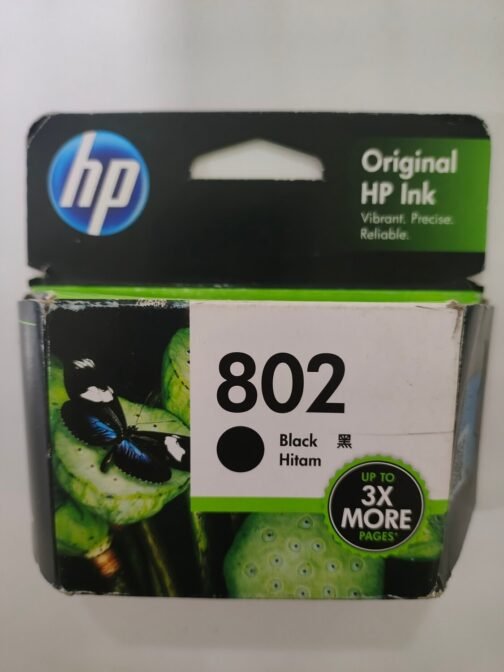 hp
Original
HP Ink
Vibrant. Precise.
Reliable.
802
Black 黑
Hitam
UP TO
3X
MORE
PAGES*